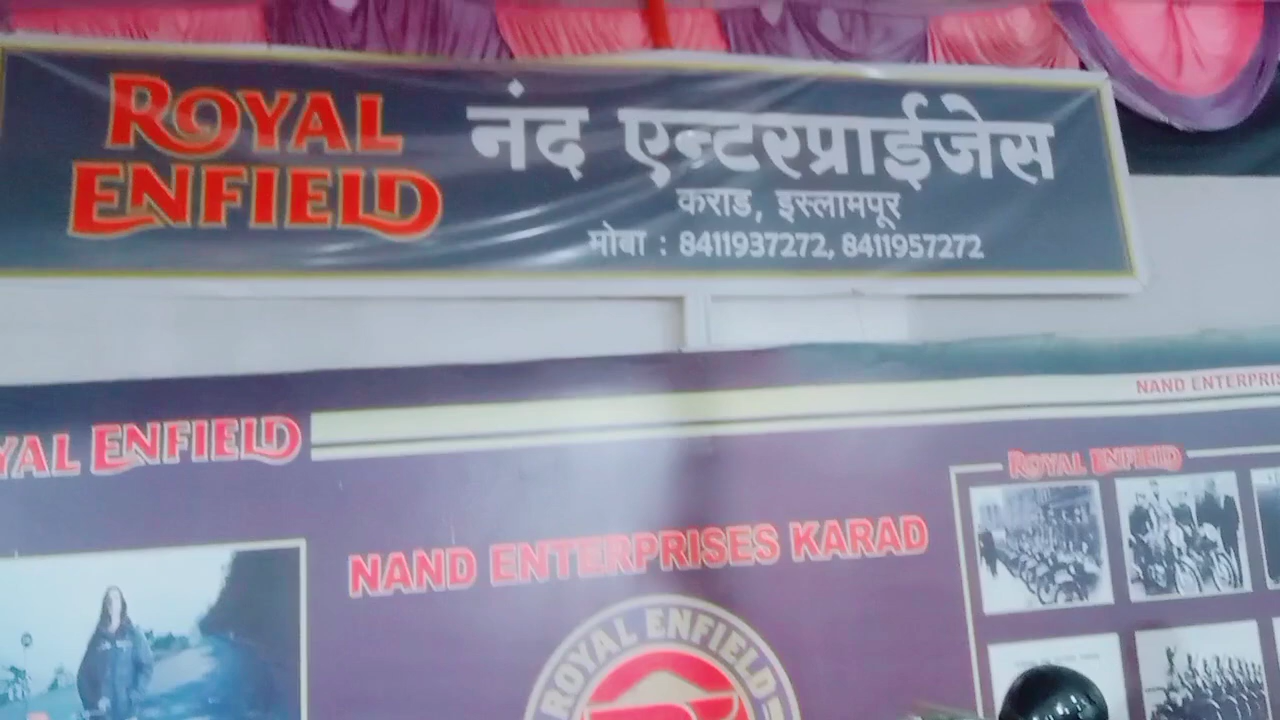 ROYAL
ENFIELD
नंद एन्टरप्राईजेस
कराड, इस्लामपूर
मोबा : 8411937272, 8411957272
NAND ENTERPRIS
YAL ENFIELD
ROYAL ENFIELD
NAND ENTERPRISES KARAD
ROYAL ENFIELD